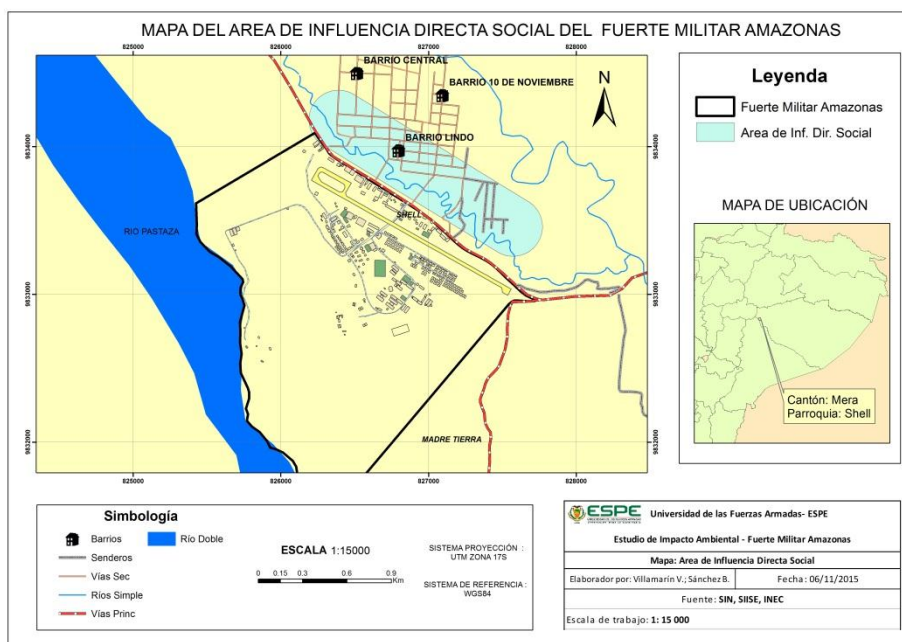 MAPA DEL AREA DE INFLUENCIA DIRECTA SOCIAL DEL FUERTE MILITAR AMAZONAS
825000 826000 827000 828000
BARRIO CENTRAL
BARRIO 10 DE NOVIEMBRE
N
BARRIO LINDO
9834000 9834000
SHELL
RIO PASTAZA
9833000 9833000
MADRE TIERRA
9832000 9832000
825000 826000 827000 828000
Leyenda
Fuerte Militar Amazonas
Area de Inf. Dir. Social
MAPA DE UBICACIÓN
Cantón: Mera
Parroquia: Shell
Simbología
Barrios Río Doble
Senderos
Vías Sec
Ríos Simple
Vías Princ
ESCALA 1:15000
0 0.15 0.3 0.6 0.9
Km
SISTEMA PROYECCIÓN :
UTM ZONA 17S
SISTEMA DE REFERENCIA :
WGS84
ESPE Universidad de las Fuerzas Armadas- ESPE
Estudio de Impacto Ambiental - Fuerte Militar Amazonas
Mapa: Area de Influencia Directa Social
Elaborador por: Villamarín V.; Sánchez B. Fecha: 06/11/2015
Fuente: SIN, SIISE, INEC
Escala de trabajo: 1: 15 000